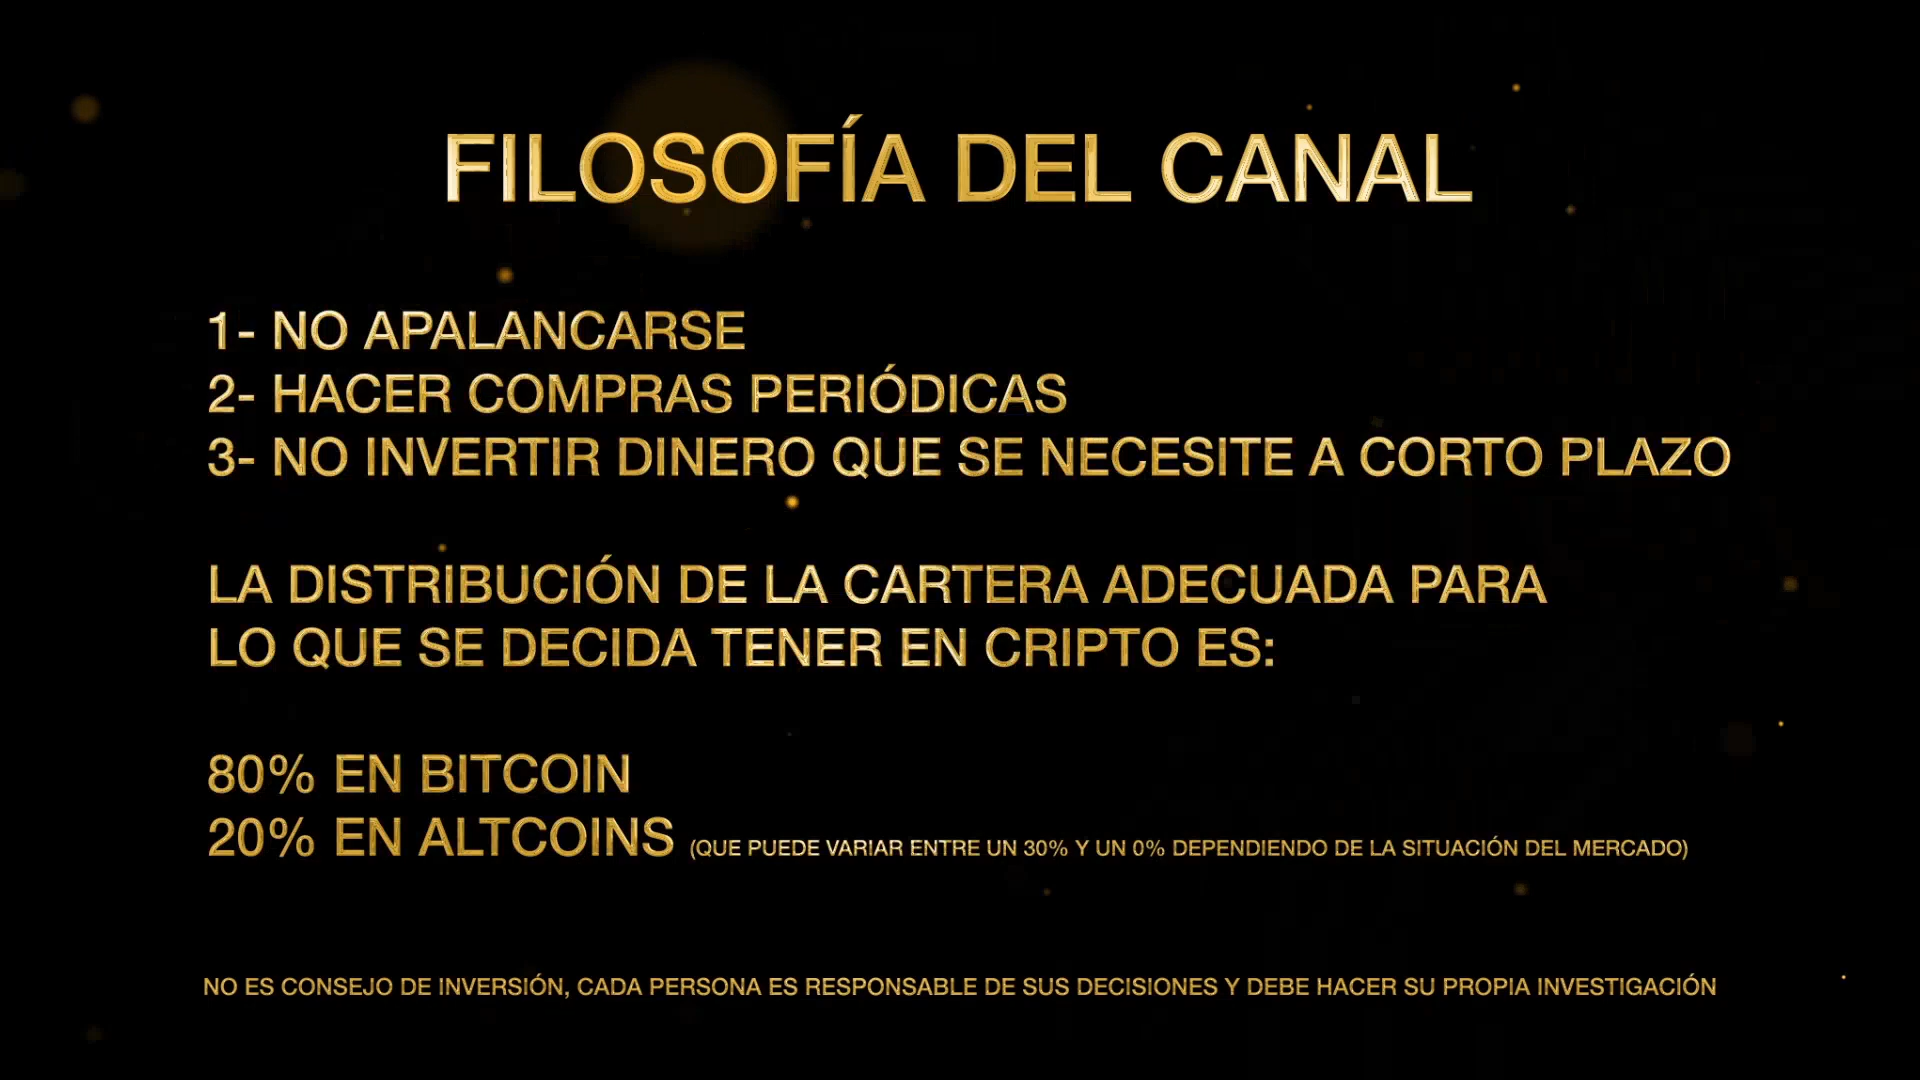 FILOSOFÍA DEL CANAL
1- NO APALANCARSE
2- HACER COMPRAS PERIÓDICAS
3- NO INVERTIR DINERO QUE SE NECESITE A CORTO PLAZO
LA DISTRIBUCIÓN DE LA CARTERA ADECUADA PARA
LO QUE SE DECIDA TENER EN CRIPTO ES:
80% EN BITCOIN
20% EN ALTCOINS (QUE PUEDE VARIAR ENTRE UN 30% Y UN 0% DEPENDIENDO DE LA SITUACIÓN DEL MERCADO)
NO ES CONSEJO DE INVERSIÓN, CADA PERSONA ES RESPONSABLE DE SUS DECISIONES Y DEBE HACER SU PROPIA INVESTIGACIÓN